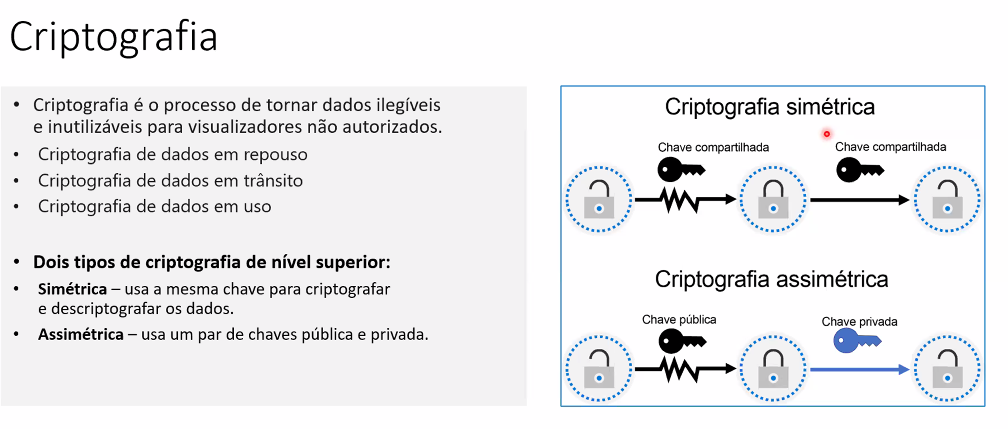 Criptografia
• Criptografia é o processo de tornar dados ilegíveis
e inutilizáveis para visualizadores não autorizados.
• Criptografia de dados em repouso
• Criptografia de dados em trânsito
• Criptografia de dados em uso
• Dois tipos de criptografia de nível superior:
• Simétrica – usa a mesma chave para criptografar
e descriptografar os dados.
• Assimétrica – usa um par de chaves pública e privada.
Criptografia simétrica
Chave compartilhada
Chave compartilhada
Criptografia assimétrica
Chave pública
Chave privada